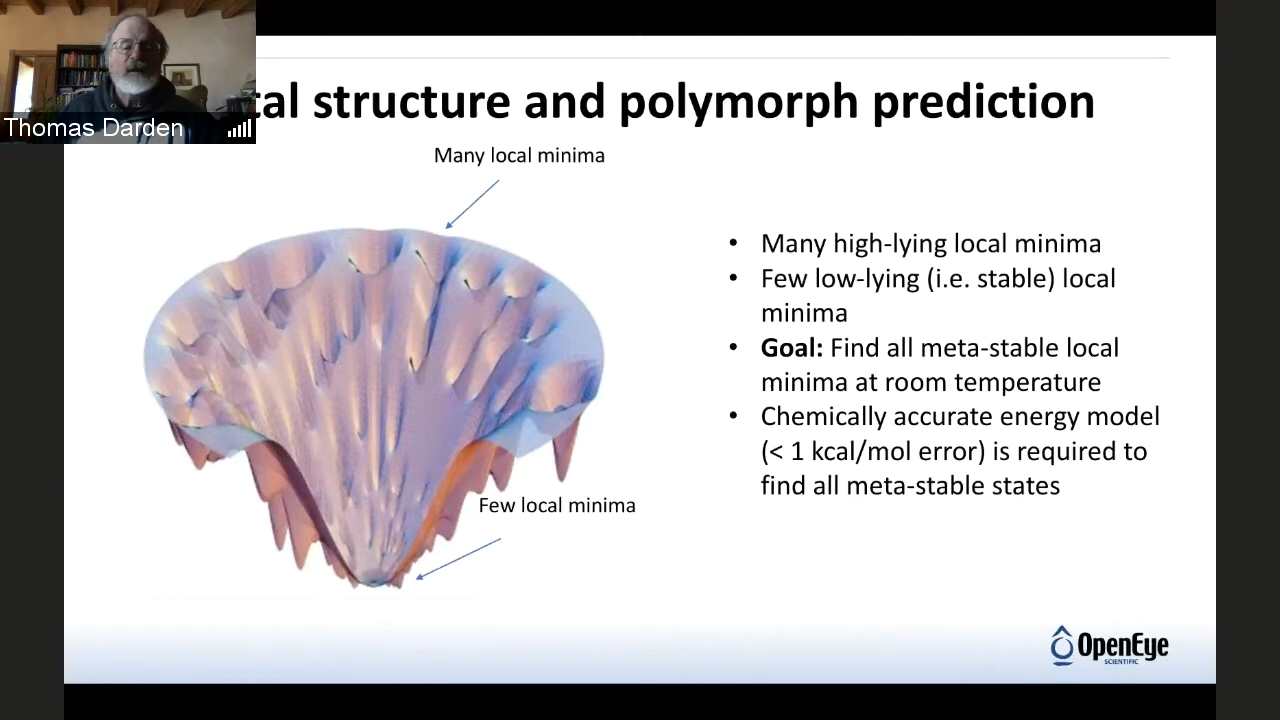 Thomas Darden
tal structure and polymorph prediction
Many local minima
• Many high-lying local minima
• Few low-lying (i.e. stable) local
minima
• Goal: Find all meta-stable local
minima at room temperature
• Chemically accurate energy model
(< 1 kcal/mol error) is required to
find all meta-stable states
Few local minima
OpenEye
SCIENTIFIC